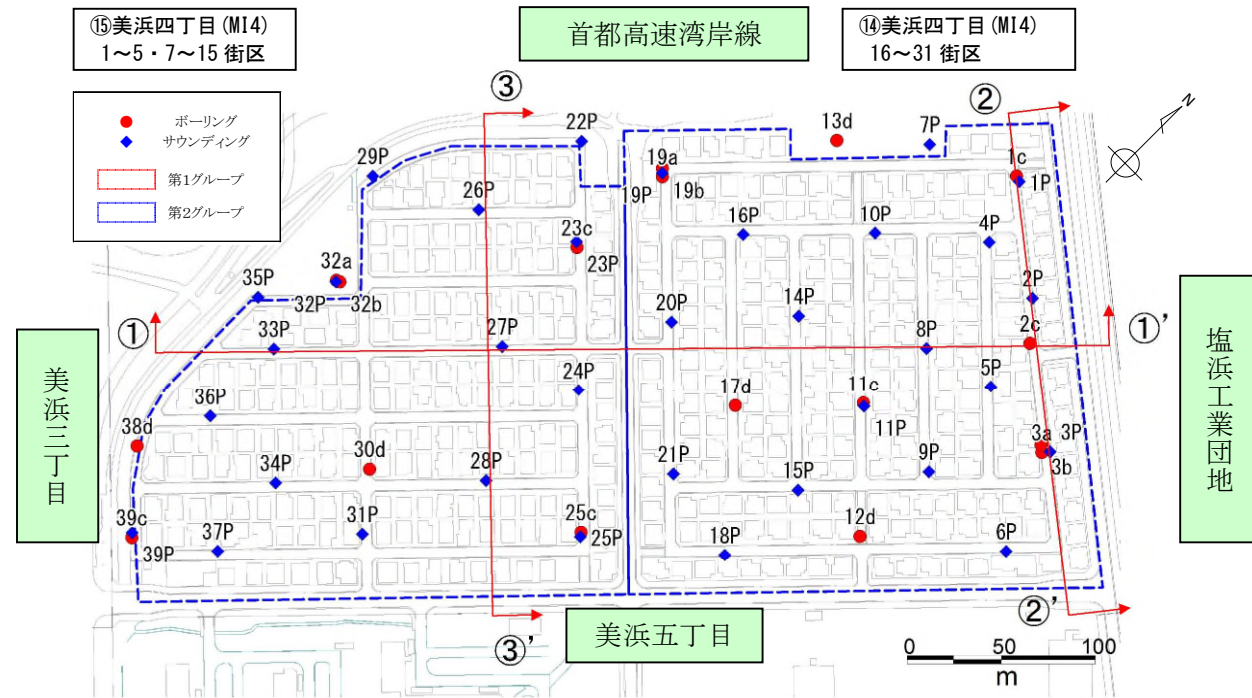 ⑮美浜四丁目(MI4)
1～5・7～15 街区
首都高速湾岸線
⑭美浜四丁目(MI4)
16～31 街区
ボーリング
サウンディング
第1グループ
第2グループ
N
③
②
22P
13d
7P
29P
19a
1c
1P
26P
19P
19b
16P
10P
4P
23c
23P
32a
35P
32P
32b
2P
20P
14P
2c
①
33P
27P
8P
①’
24P
5P
美浜三丁目
塩浜工業団地
36P
17d
11c
11P
38d
3a
3P
3b
34P
30d
28P
21P
15P
9P
39c
39P
37P
31P
25c
25P
18P
12d
6P
②’
③’
美浜五丁目
0 50 100
m